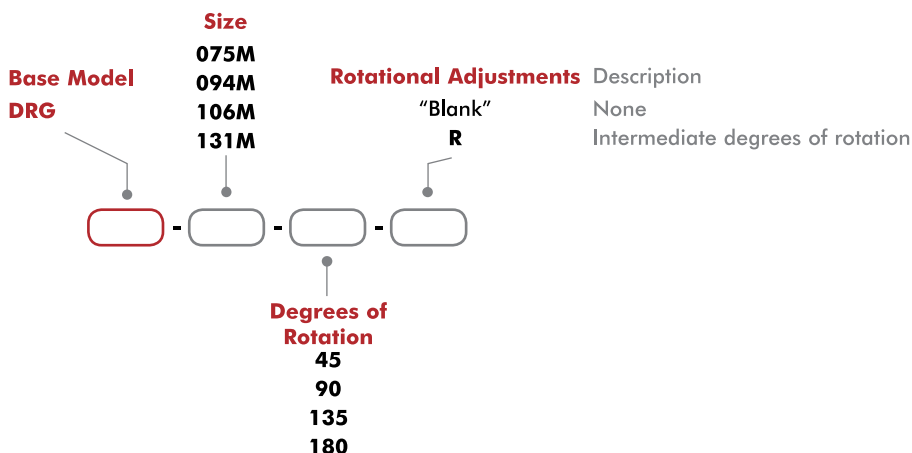 Size
075M
094M
106M
131M
Base Model
DRG
Rotational Adjustments Description
“Blank” None
R Intermediate degrees of rotation
- - -
Degrees of
Rotation
45
90
135
180